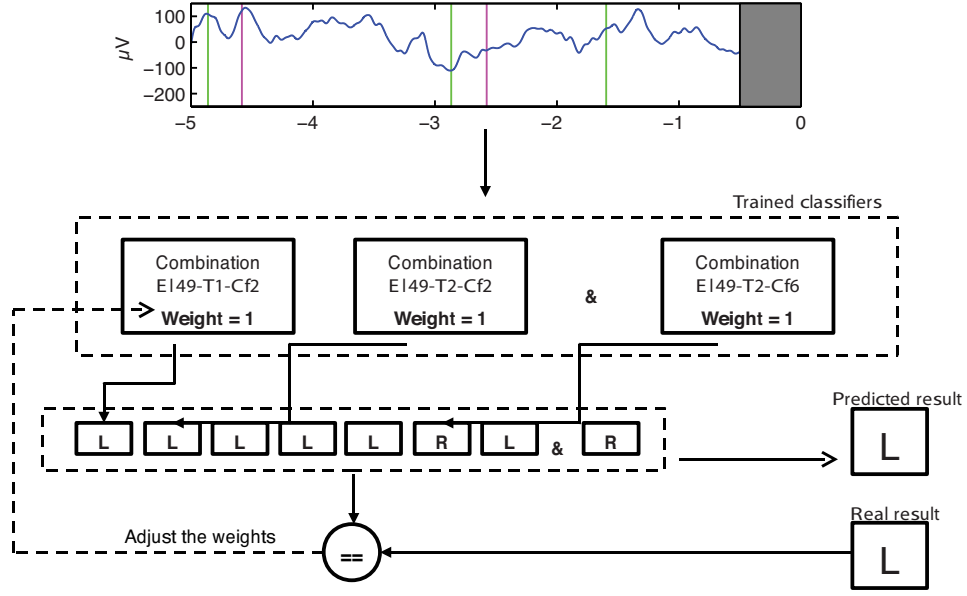 100
0
−100
−200
µV
−5 −4 −3 −2 −1 0
Trained classifiers
Combination
El49-T1-Cf2
Weight = 1
Combination
El49-T2-Cf2
Weight = 1
&
Combination
El49-T2-Cf6
Weight = 1
L L L L L R L & R
Predicted result
L
Real result
L
Adjust the weights
==